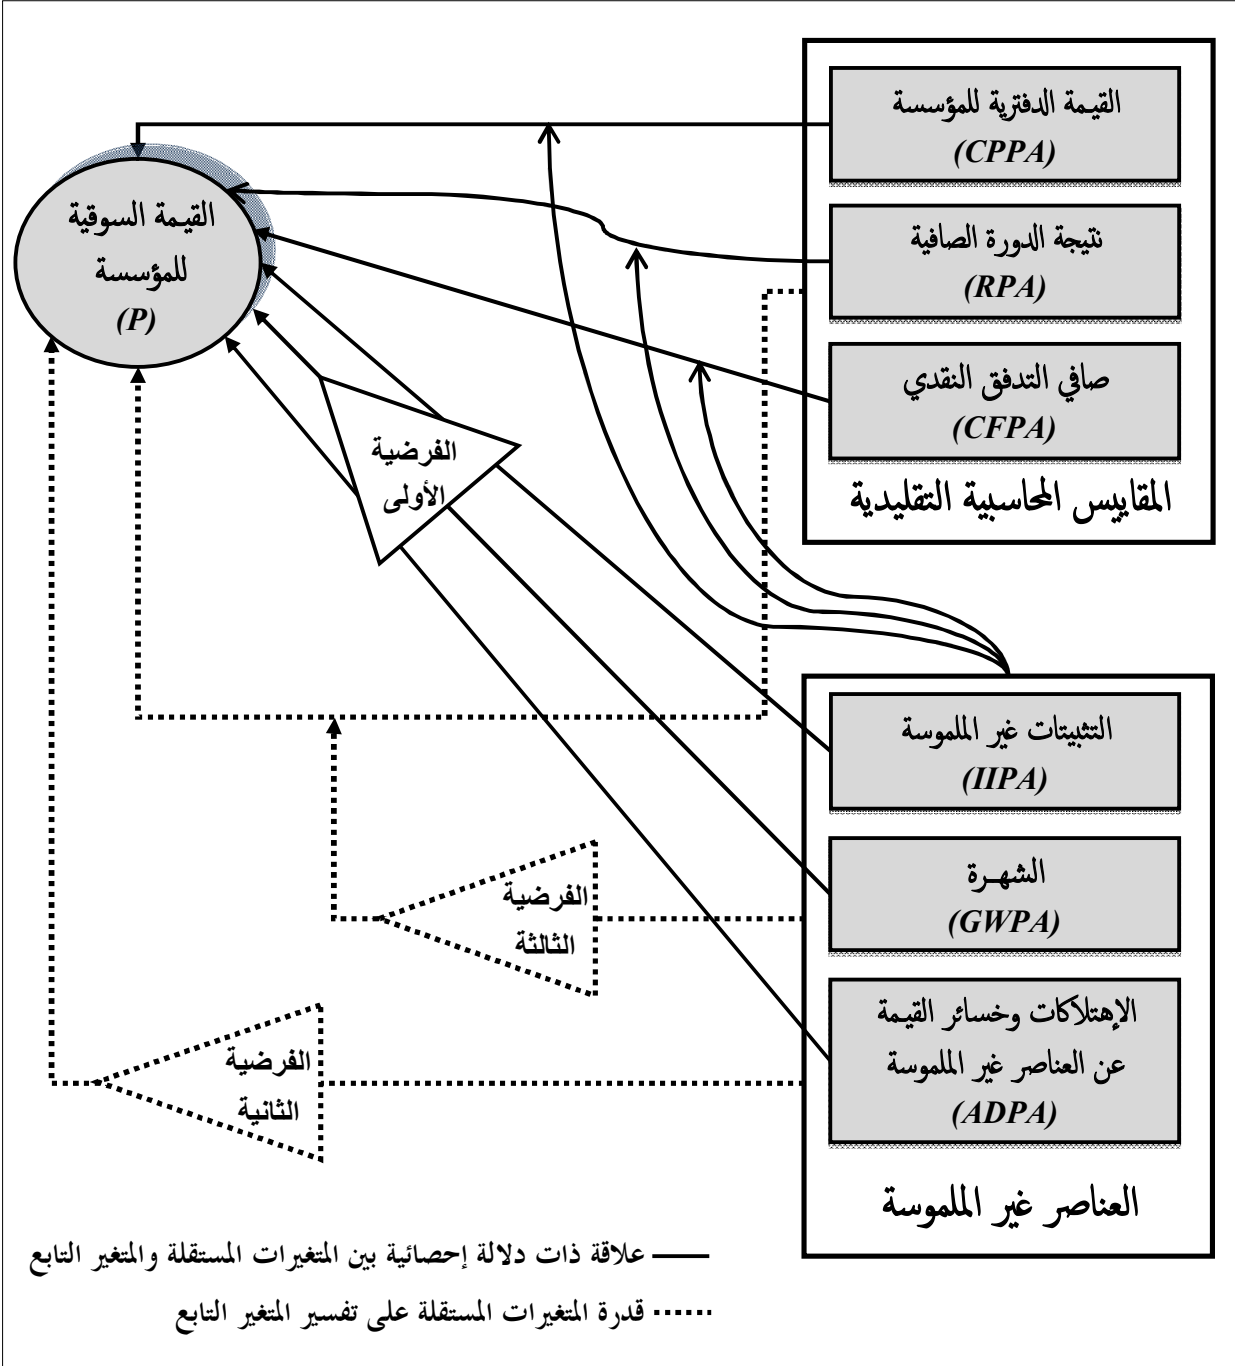 القيمة الدفترية للمؤسسة
(CPPA)
نتيجة الدورة الصافية
(RPA)
صافي التدفق النقدي
(CFPA)
المقاييس المحاسبية التقليدية
القيمة السوقية
للمؤسسة
(P)
الفرضية
الأولى
التثبيتات غير الملموسة
(IIPA)
الشهرة
(GWPA)
الإهتلاكات وخسائر القيمة
عن العناصر غير الملموسة
(ADPA)
العناصر غير الملموسة
الفرضية
الثالثة
الفرضية
الثانية
علاقة ذات دلالة إحصائية بين المتغيرات المستقلة والمتغير التابع
قدرة المتغيرات المستقلة على تفسير المتغير التابع